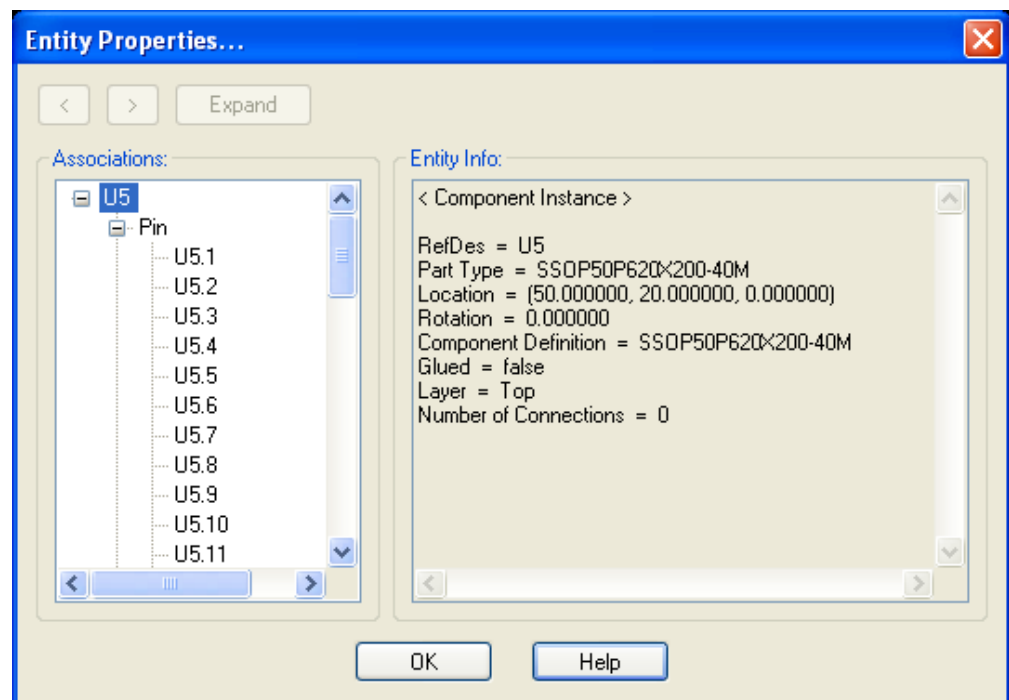 Entity Properties...
< > Expand
Associations:
U5
Pin
U5.1
U5.2
U5.3
U5.4
U5.5
U5.6
U5.7
U5.8
U5.9
U5.10
U5.11
Entity Info:
< Component Instance >
RefDes = U5
Part Type = SSOP50P620X200-40M
Location = (50.000000, 20.000000, 0.000000)
Rotation = 0.000000
Component Definition = SSOP50P620X200-40M
Glued = false
Layer = Top
Number of Connections = 0
OK Help